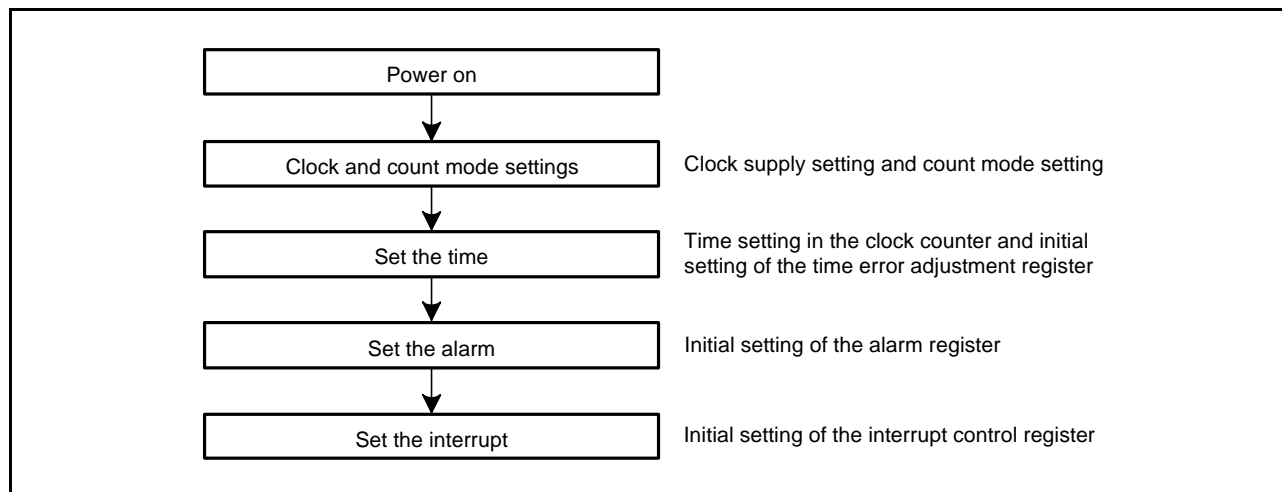 Power on
Clock and count mode settings
Clock supply setting and count mode setting
Set the time
Time setting in the clock counter and initial
setting of the time error adjustment register
Set the alarm
Initial setting of the alarm register
Set the interrupt
Initial setting of the interrupt control register